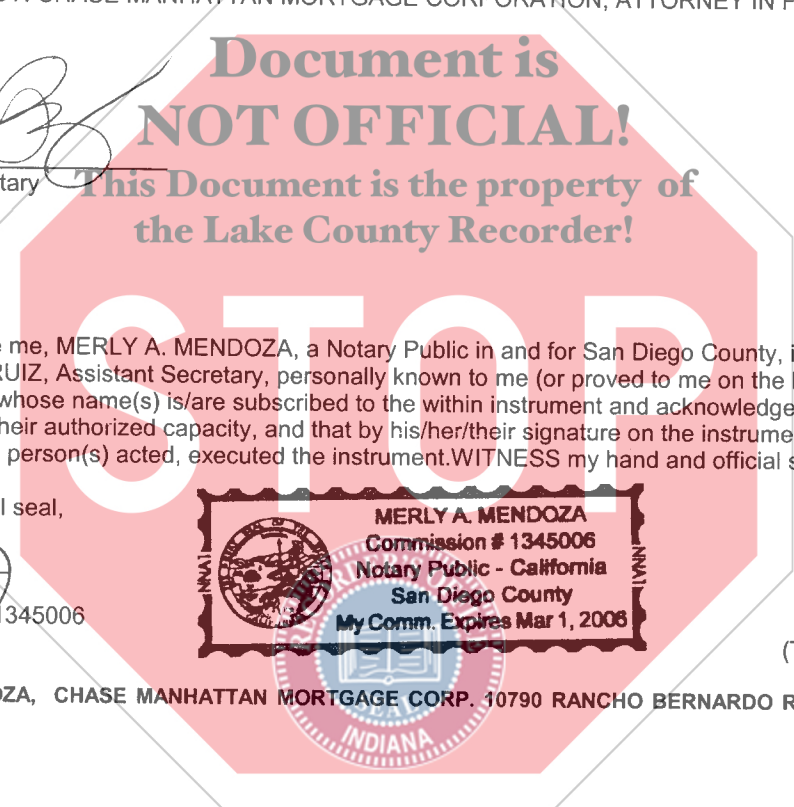 CHASE MANHATTAN MORTGAGE CORPORATION, ATTORNEY IN F
Document is
NOT OFFICIAL!
tary
This Document is the property of
the Lake County Recorder!
STOP
e me, MERLY A. MENDOZA, a Notary Public in and for San Diego County, i
RUIZ, Assistant Secretary, personally known to me (or proved to me on the
whose name(s) is/are subscribed to the within instrument and acknowledge
heir authorized capacity, and that by his/her/their signature on the instrume
person(s) acted, executed the instrument.WITNESS my hand and official s
l seal,
MERLY A. MENDOZA
Commission # 1345006
Notary Public - California
San Diego County
My Comm. Expires Mar 1, 2006
NNA1
NNA1
1345006
(T
OZA, CHASE MANHATTAN MORTGAGE CORP. 10790 RANCHO BERNARDO R
SEAL
INDIANA